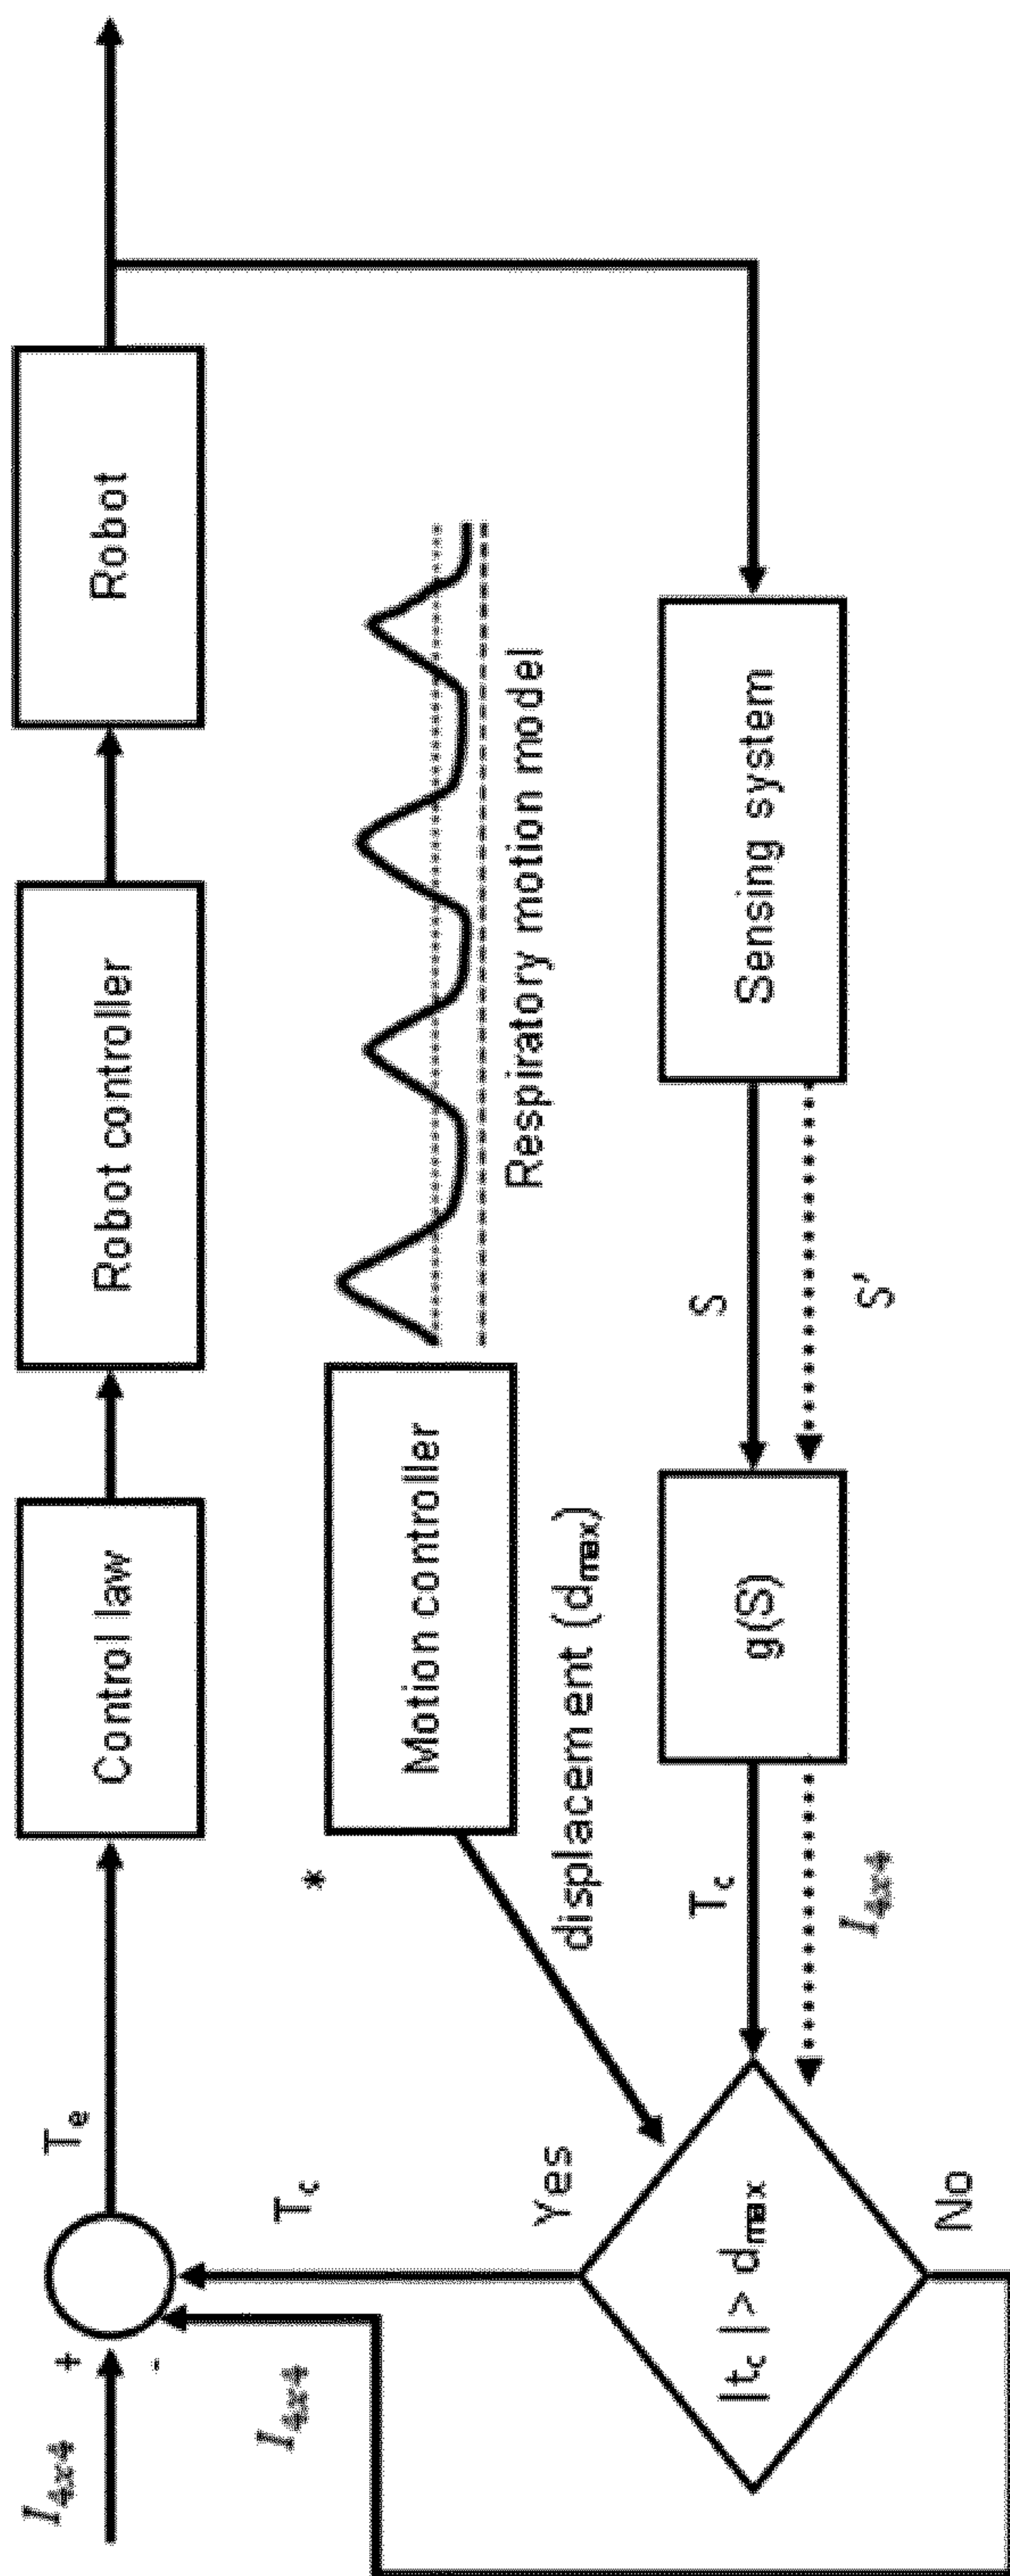 I4x4
+
-
Te
Control law
Robot controller
Robot
I4x4
Tc
*
Motion controller
Respiratory motion model
displacement (dmax)
Yes
|tc| > dmax
No
Tc
I4x4
g(S)
S
S'
Sensing system